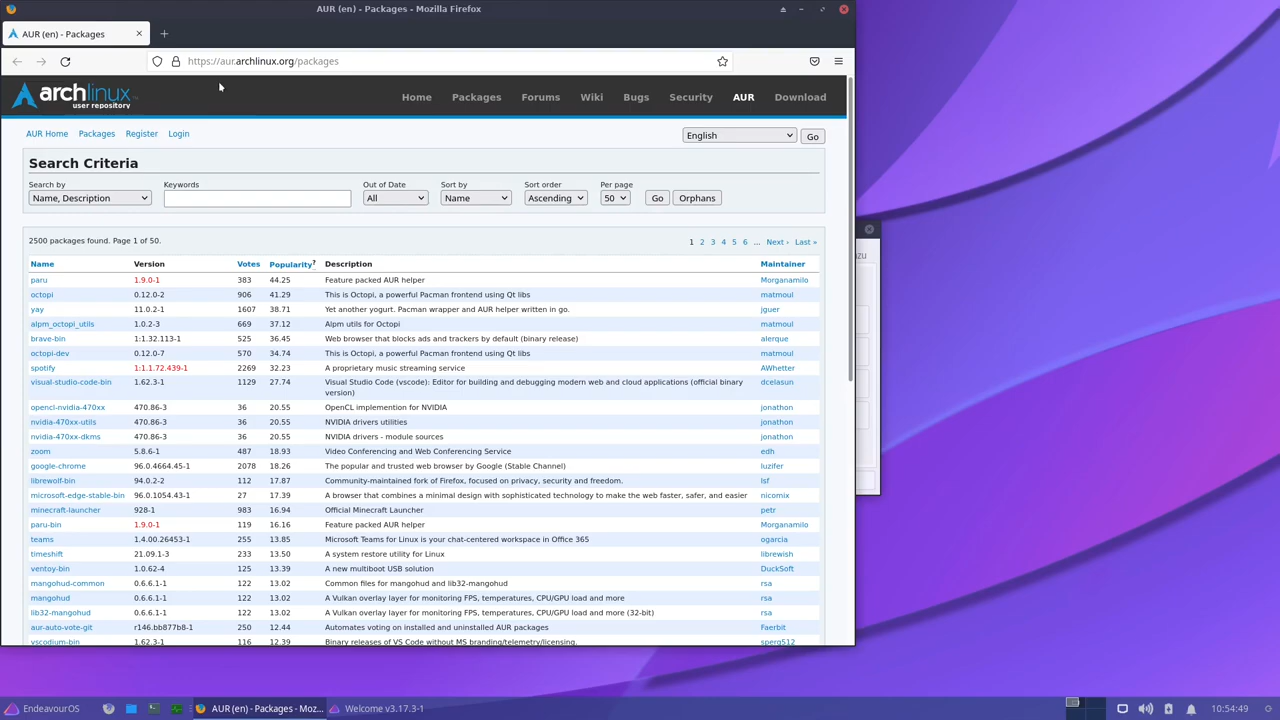 AUR (en) - Packages - Mozilla Firefox
AUR (en) - Packages
https://aur.archlinux.org/packages
archlinux
user repository
Home Packages Forums Wiki Bugs Security AUR Download
AUR Home Packages Register Login English Go
Search Criteria
Search by Keywords Out of Date Sort by Sort order Per page
Name, Description All Name Ascending 50 Go Orphans
2500 packages found. Page 1 of 50. 1 2 3 4 5 6 ... Next › Last »
Name Version Votes Popularity? Description Maintainer
paru 1.9.0-1 383 44.25 Feature packed AUR helper Morganamilo
octopi 0.12.0-2 906 41.29 This is Octopi, a powerful Pacman frontend using Qt libs matmoul
yay 11.0.2-1 1607 38.71 Yet another yogurt. Pacman wrapper and AUR helper written in go. jguer
alpm_octopi_utils 1.0.2-3 669 37.12 Alpm utils for Octopi matmoul
brave-bin 1:1.32.113-1 525 36.45 Web browser that blocks ads and trackers by default (binary release) alerque
octopi-dev 0.12.0-7 570 34.74 This is Octopi, a powerful Pacman frontend using Qt libs matmoul
spotify 1:1.1.72.439-1 2269 32.23 A proprietary music streaming service AWhetter
visual-studio-code-bin 1.62.3-1 1129 27.74 Visual Studio Code (vscode): Editor for building and debugging modern web and cloud applications (official binary dcelasun
version)
opencl-nvidia-470xx 470.86-3 36 20.55 OpenCL implemention for NVIDIA jonathon
nvidia-470xx-utils 470.86-3 36 20.55 NVIDIA drivers utilities jonathon
nvidia-470xx-dkms 470.86-3 36 20.55 NVIDIA drivers - module sources jonathon
zoom 5.8.6-1 487 18.93 Video Conferencing and Web Conferencing Service edh
google-chrome 96.0.4664.45-1 2078 18.26 The popular and trusted web browser by Google (Stable Channel) luzifer
librewolf-bin 94.0.2-2 112 17.87 Community-maintained fork of Firefox, focused on privacy, security and freedom. lsf
microsoft-edge-stable-bin 96.0.1054.43-1 27 17.39 A browser that combines a minimal design with sophisticated technology to make the web faster, safer, and easier nicomix
minecraft-launcher 928-1 983 16.94 Official Minecraft Launcher petr
paru-bin 1.9.0-1 119 16.16 Feature packed AUR helper Morganamilo
teams 1.4.00.26453-1 255 13.85 Microsoft Teams for Linux is your chat-centered workspace in Office 365 ogarcia
timeshift 21.09.1-3 233 13.50 A system restore utility for Linux librewish
ventoy-bin 1.0.62-4 125 13.39 A new multiboot USB solution DuckSoft
mangohud-common 0.6.6.1-1 122 13.02 Common files for mangohud and lib32-mangohud rsa
mangohud 0.6.6.1-1 122 13.02 A Vulkan overlay layer for monitoring FPS, temperatures, CPU/GPU load and more rsa
lib32-mangohud 0.6.6.1-1 122 13.02 A Vulkan overlay layer for monitoring FPS, temperatures, CPU/GPU load and more (32-bit) rsa
aur-auto-vote-git r146.bb877b8-1 250 12.44 Automates voting on installed and uninstalled AUR packages Faerbit
vscodium-bin 1.62.3-1 116 12.39 Binary releases of VS Code without MS branding/telemetry/licensing. sperg512
EndeavourOS AUR (en) - Packages - Moz... Welcome v3.17.3-1 10:54:49